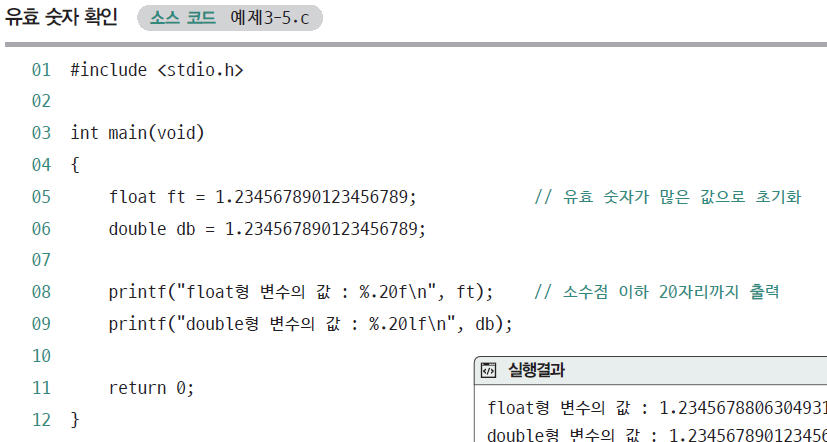 유효 숫자 확인 소스 코드 예제3-5.c
01 #include <stdio.h>
02
03 int main(void)
04 {
05 float ft = 1.234567890123456789; // 유효 숫자가 많은 값으로 초기화
06 double db = 1.234567890123456789;
07
08 printf("float형 변수의 값 : %.20f\n", ft); // 소수점 이하 20자리까지 출력
09 printf("double형 변수의 값 : %.20lf\n", db);
10
11 return 0;
12 }
실행결과
float형 변수의 값 : 1.2345678806304931
double형 변수의 값 : 1.234567890123456